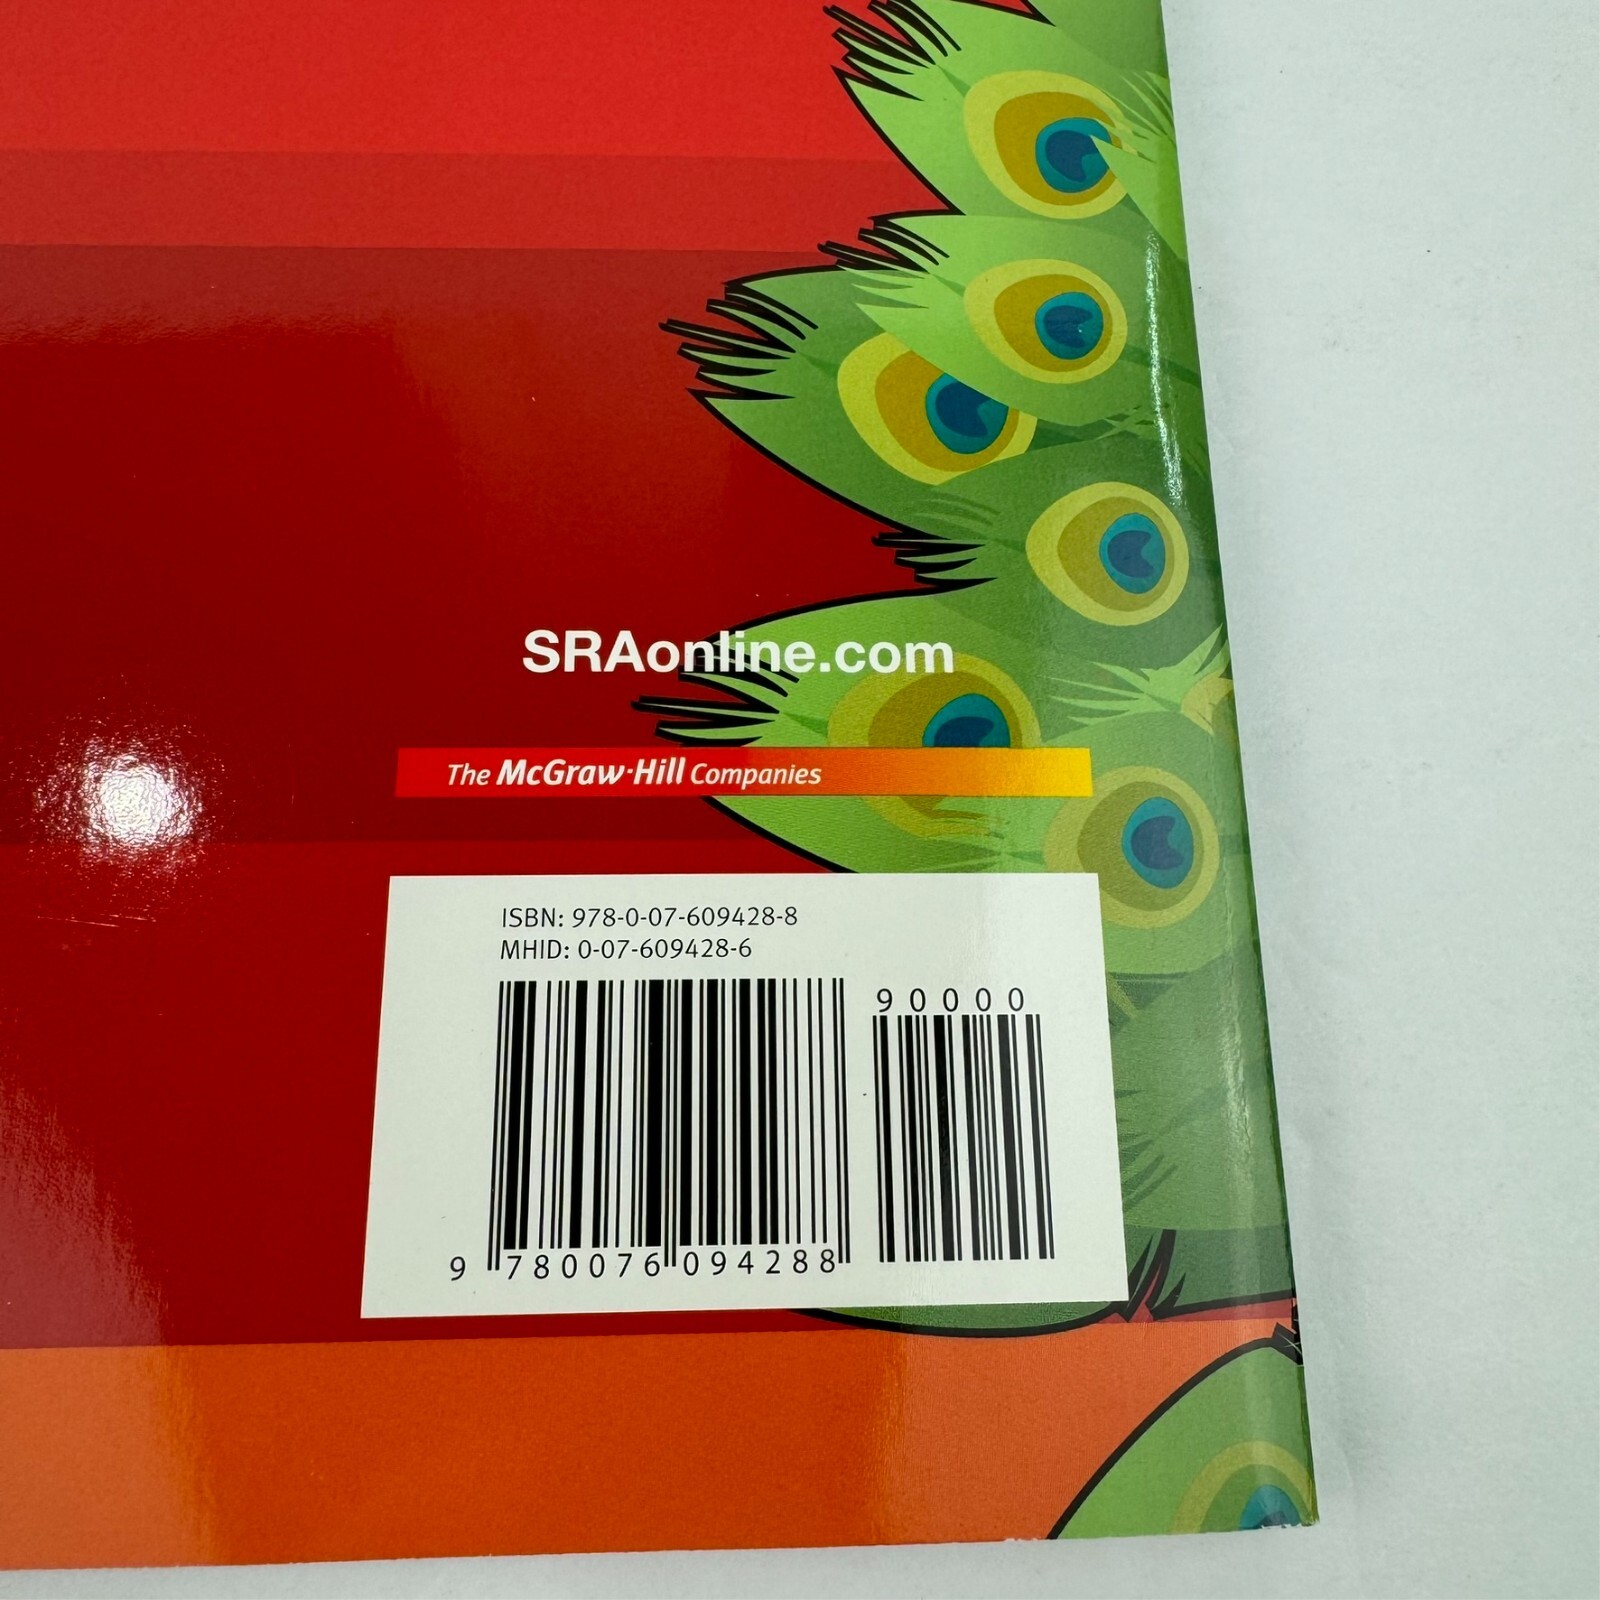 SRAonline.com
The McGraw·Hill Companies
ISBN: 978-0-07-609428-8
MHID: 0-07-609428-6
90000
9 780076 094288